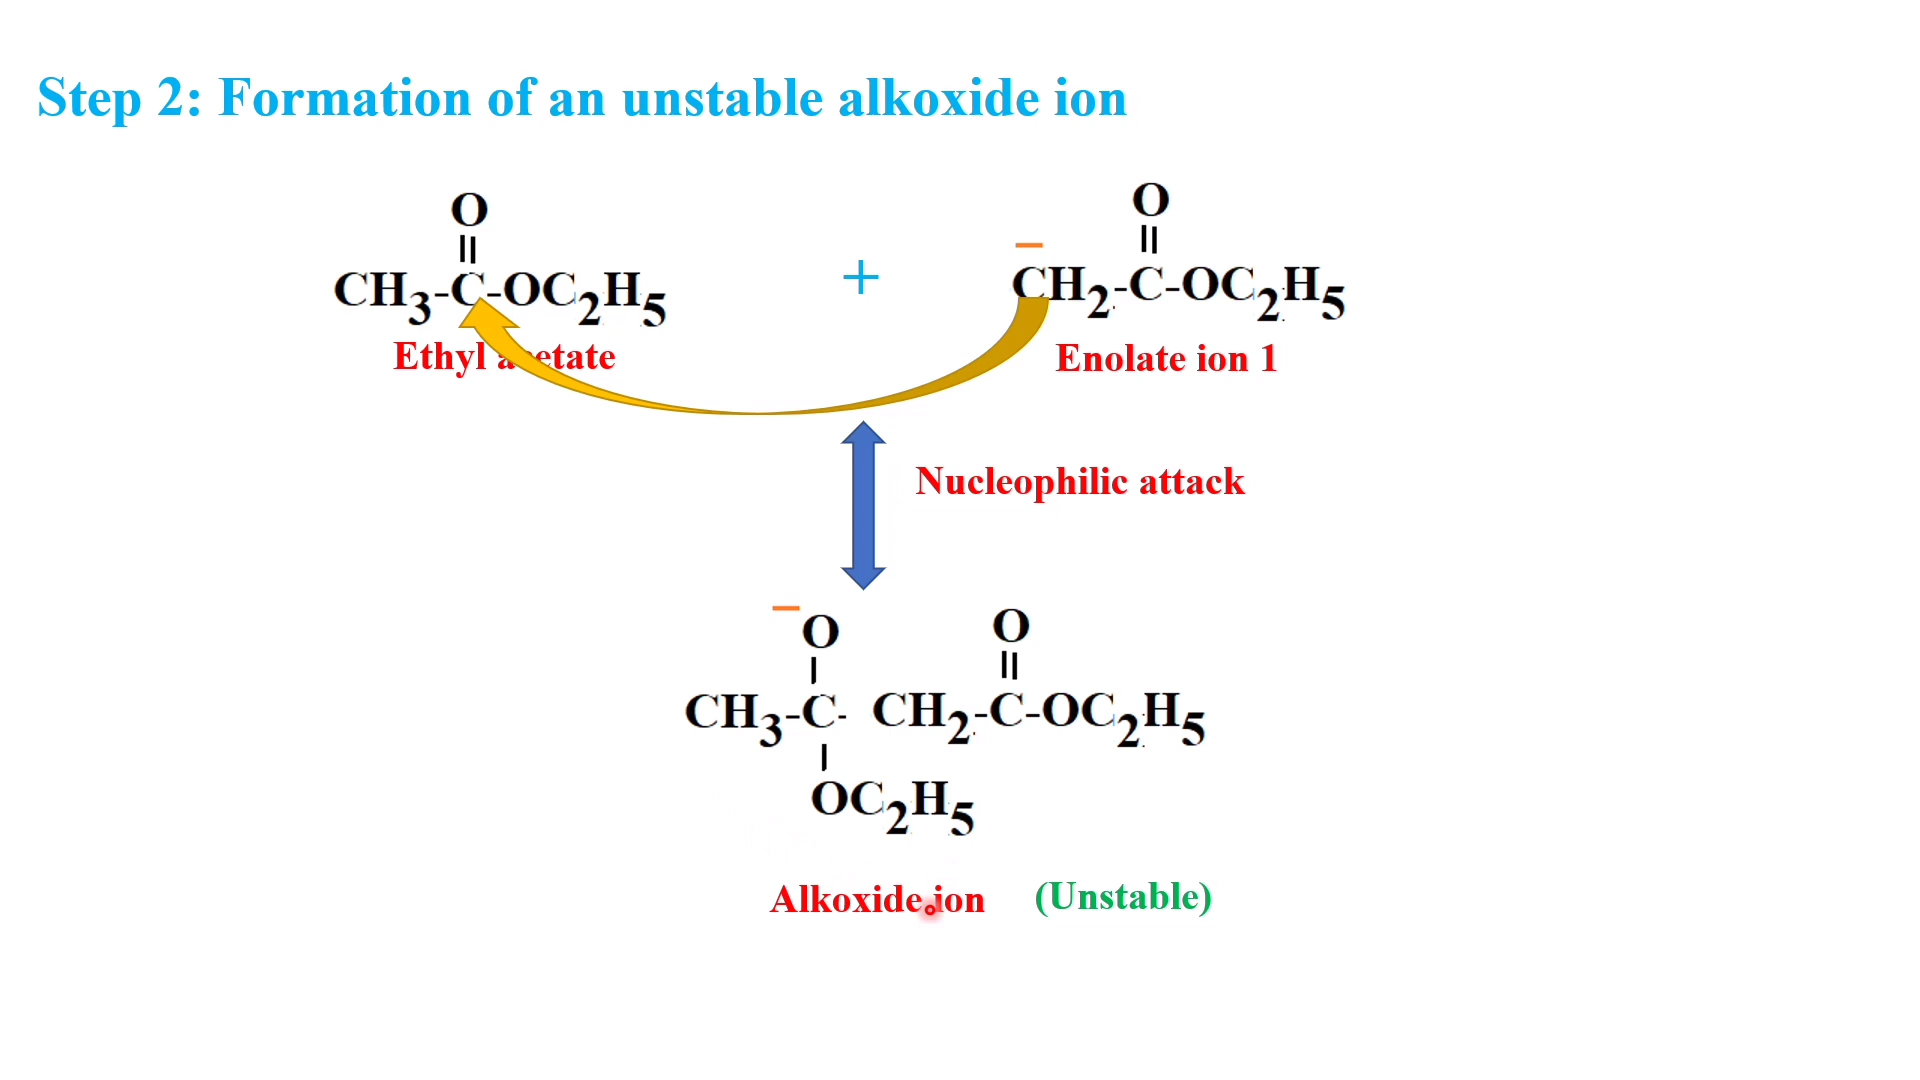 Step 2: Formation of an unstable alkoxide ion
O
||
CH3-C-OC2H5
+
–
O
||
CH2-C-OC2H5
Ethyl acetate
Enolate ion 1
Nucleophilic attack
–
O
|
O
||
CH3-C- CH2-C-OC2H5
|
OC2H5
Alkoxide ion (Unstable)